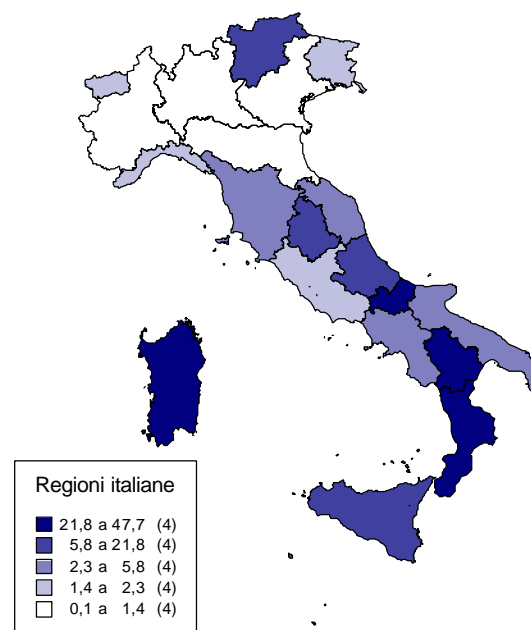 Regioni italiane
21,8 a 47,7 (4)
5,8 a 21,8 (4)
2,3 a 5,8 (4)
1,4 a 2,3 (4)
0,1 a 1,4 (4)